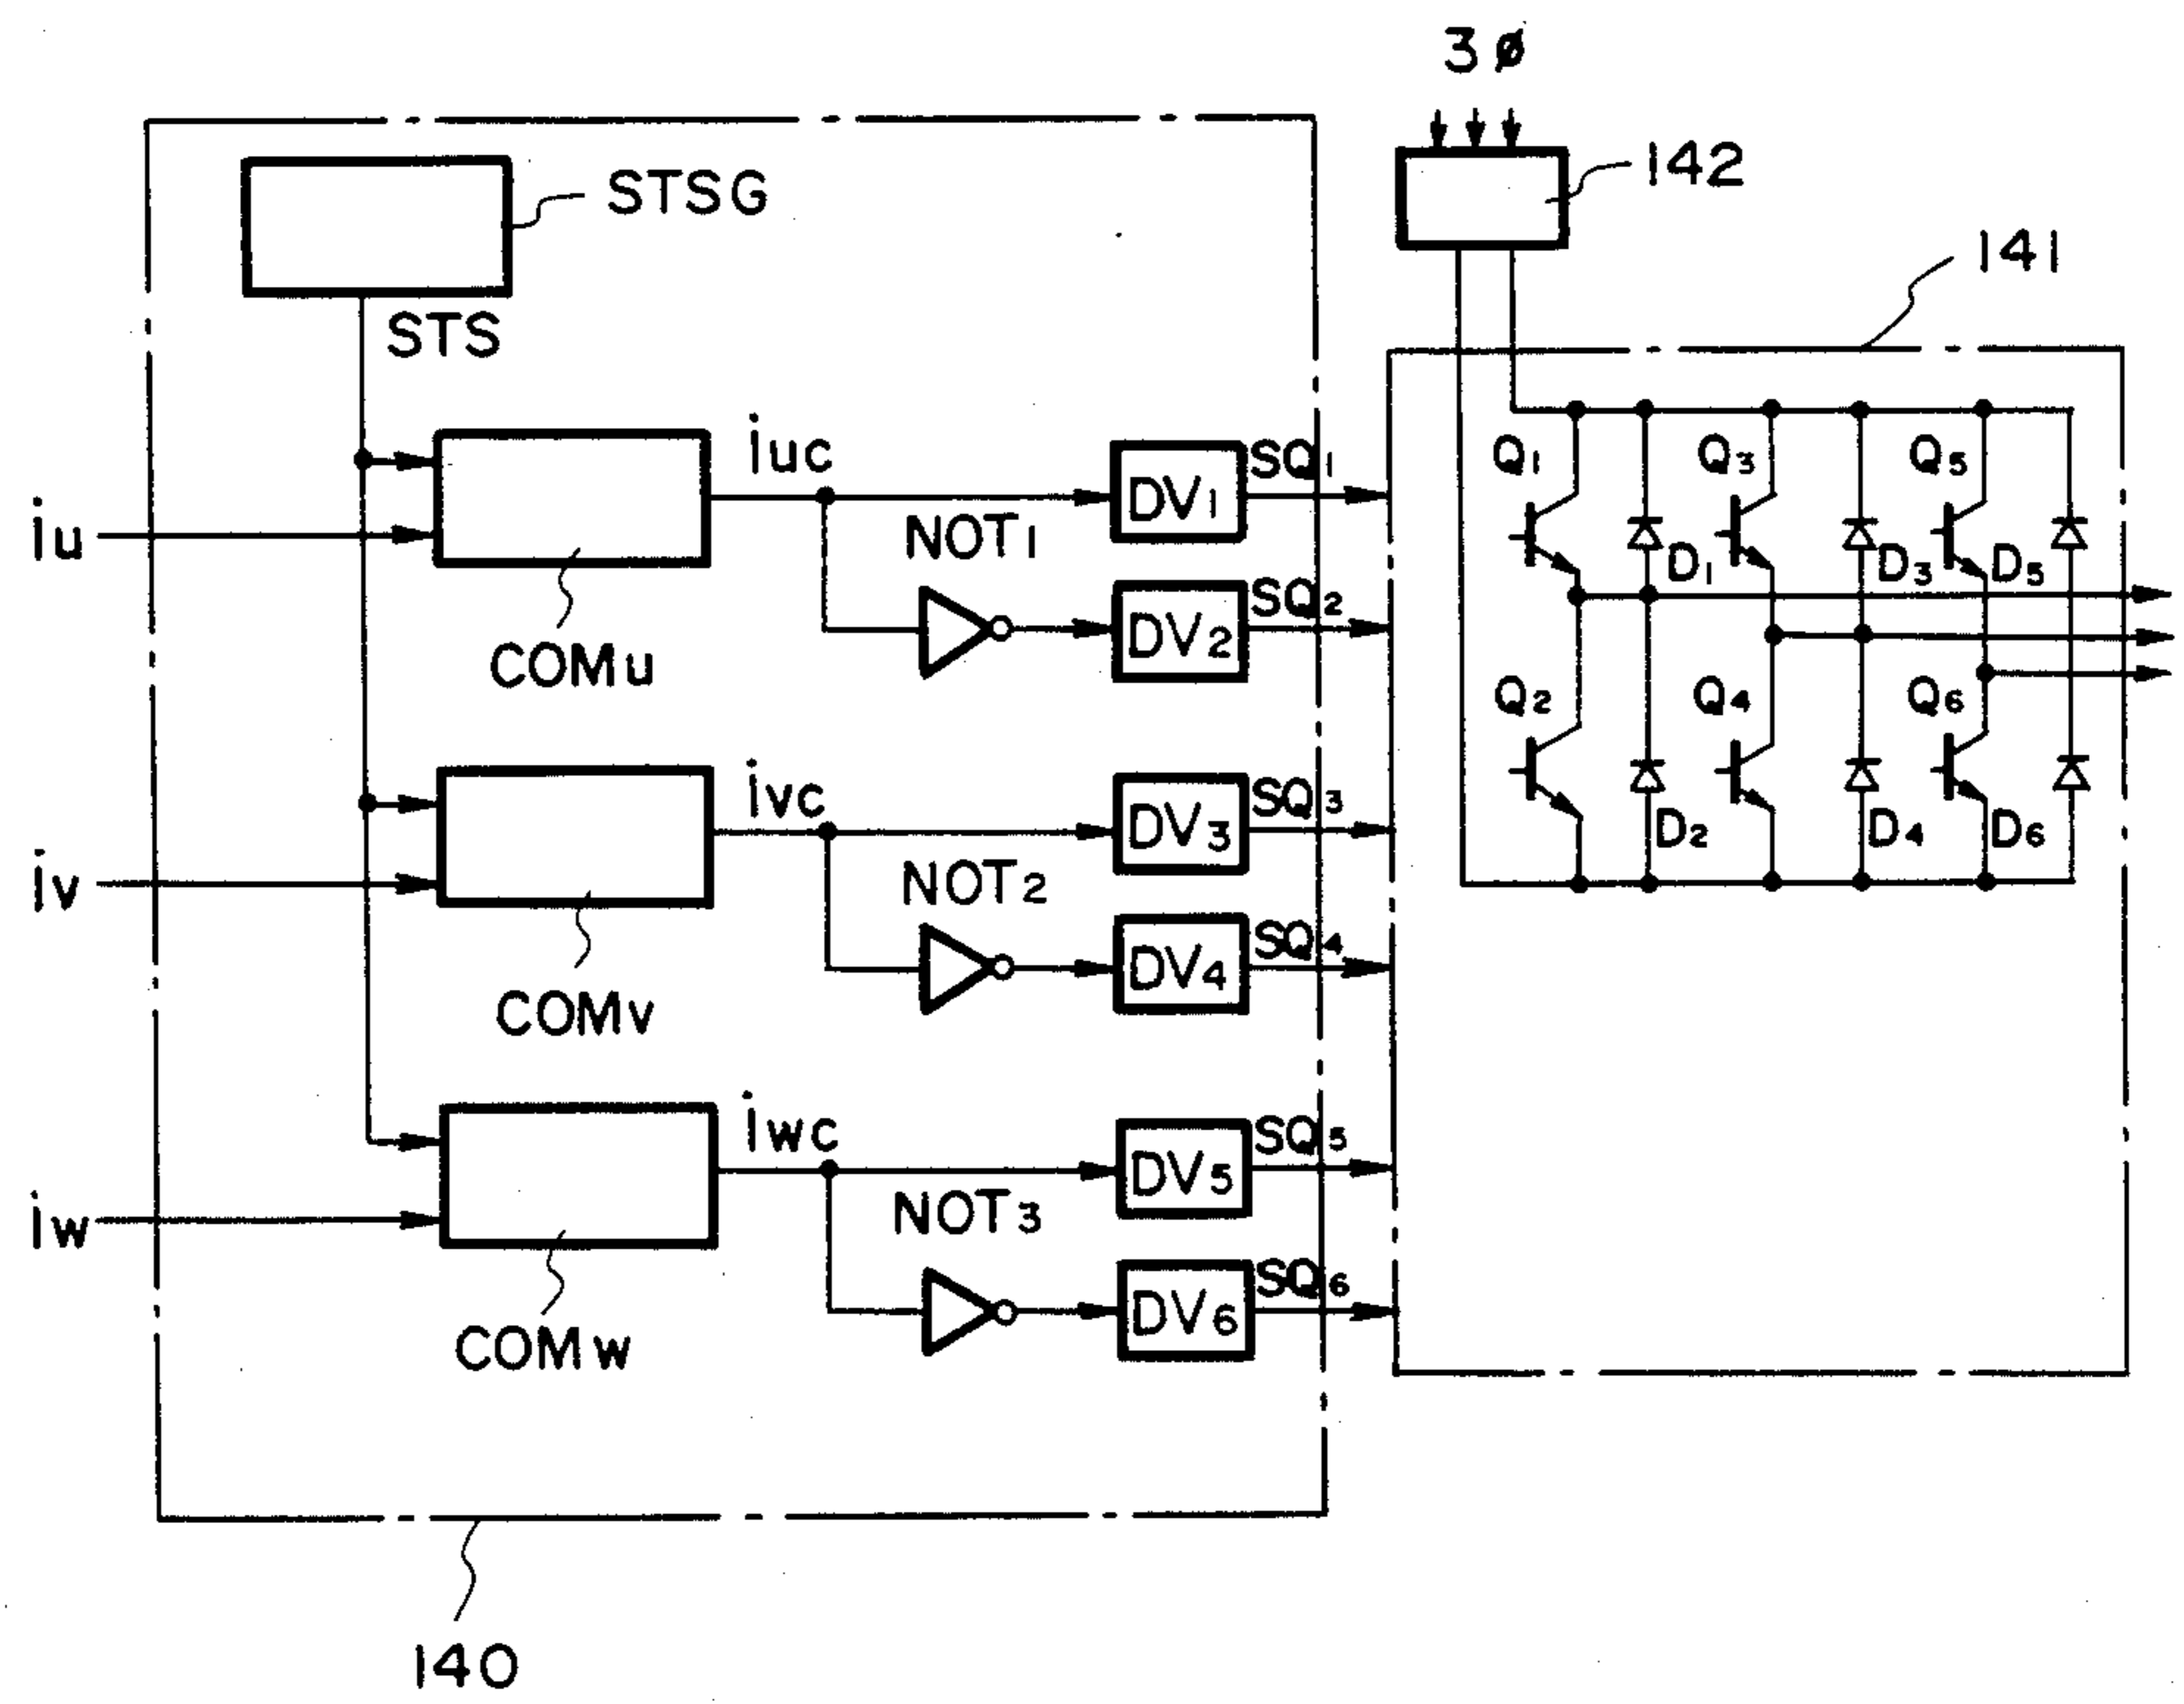 3ø
142
STSG
141
STS
iu
iuc
SQ1
DV1
NOT1
SQ2
DV2
COMu
Q1
Q3
Q5
D1
D3
D5
Q2
Q4
Q6
D2
D4
D6
iv
ivc
SQ3
DV3
NOT2
SQ4
DV4
COMv
iw
iwc
SQ5
DV5
NOT3
SQ6
DV6
COMw
140